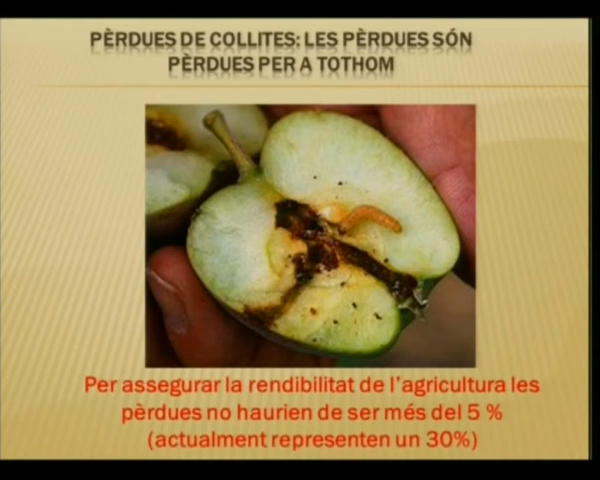 PÈRDUES DE COLLITES: LES PÈRDUES SÓN
PÈRDUES PER A TOTHOM
Per assegurar la rendibilitat de l'agricultura les
pèrdues no haurien de ser més del 5 %
(actualment representen un 30%)